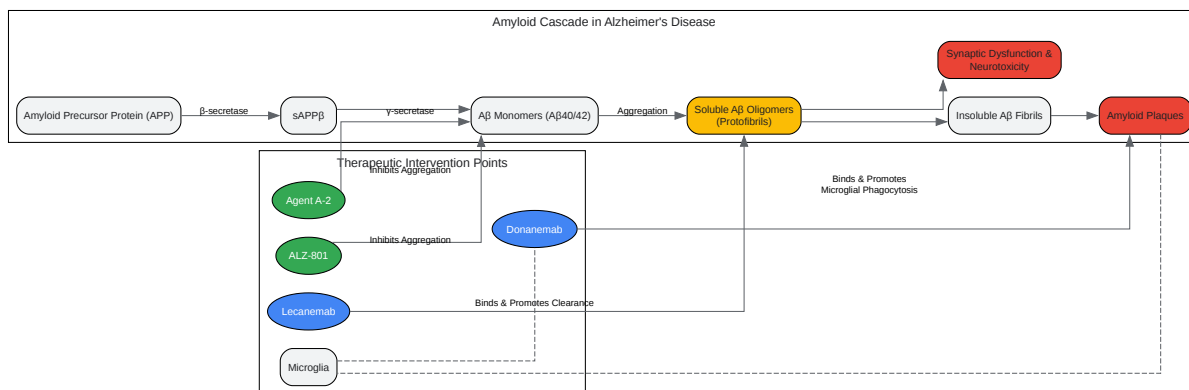 Amyloid Cascade in Alzheimer's Disease
Synaptic Dysfunction &
Neurotoxicity
Amyloid Precursor Protein (APP)
β-secretase
sAPPβ
γ-secretase
Aβ Monomers (Aβ40/42)
Aggregation
Soluble Aβ Oligomers
(Protofibrils)
Insoluble Aβ Fibrils
Amyloid Plaques
Therapeutic Intervention Points
Inhibits Aggregation
Agent A-2
Binds & Promotes
Microglial Phagocytosis
Donanemab
Inhibits Aggregation
ALZ-801
Lecanemab
Binds & Promotes Clearance
Microglia